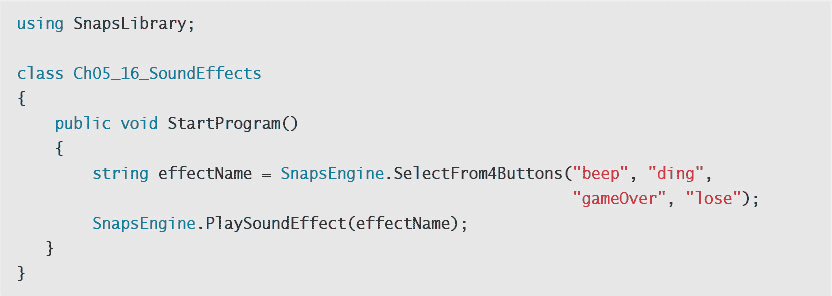 using SnapsLibrary;
class Ch05_16_SoundEffects
{
public void StartProgram()
{
string effectName = SnapsEngine.SelectFrom4Buttons("beep", "ding",
"gameOver", "lose");
SnapsEngine.PlaySoundEffect(effectName);
}
}